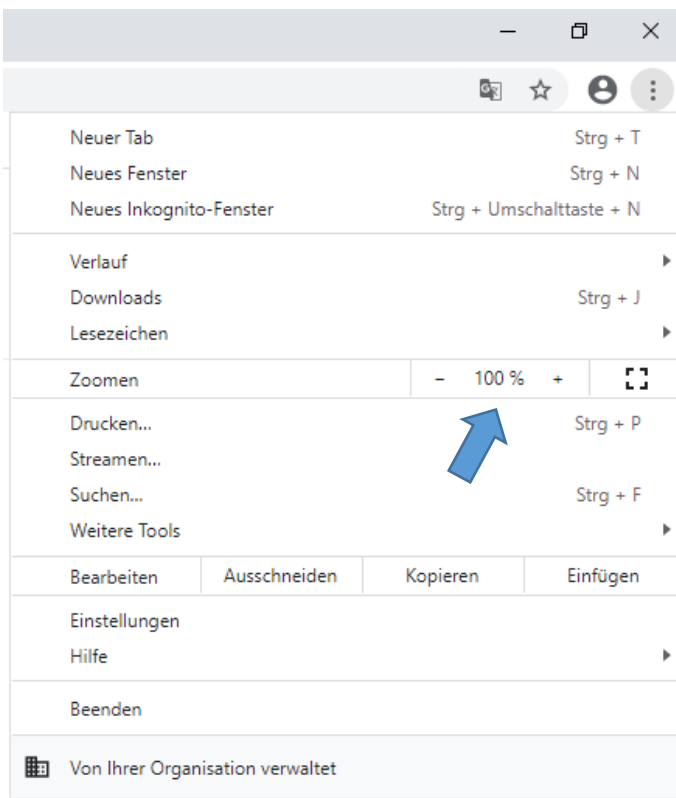 Neuer Tab Strg + T
Neues Fenster Strg + N
Neues Inkognito-Fenster Strg + Umschalttaste + N
Verlauf
Downloads Strg + J
Lesezeichen
Zoomen - 100 % +
Drucken... Strg + P
Streamen...
Suchen... Strg + F
Weitere Tools
Bearbeiten Ausschneiden Kopieren Einfügen
Einstellungen
Hilfe
Beenden
Von Ihrer Organisation verwaltet